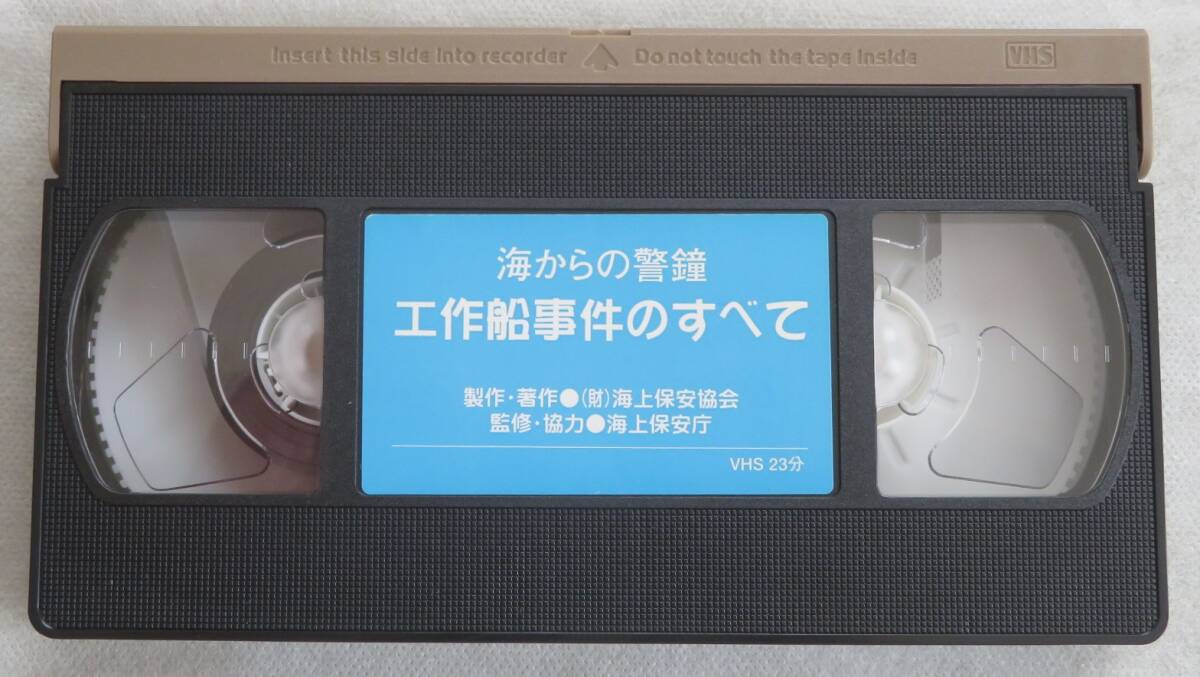 Insert this side into recorder Do not touch the tape inside VHS
海からの警鐘
工作船事件のすべて
製作・著作●(財)海上保安協会
監修・協力●海上保安庁
VHS 23分